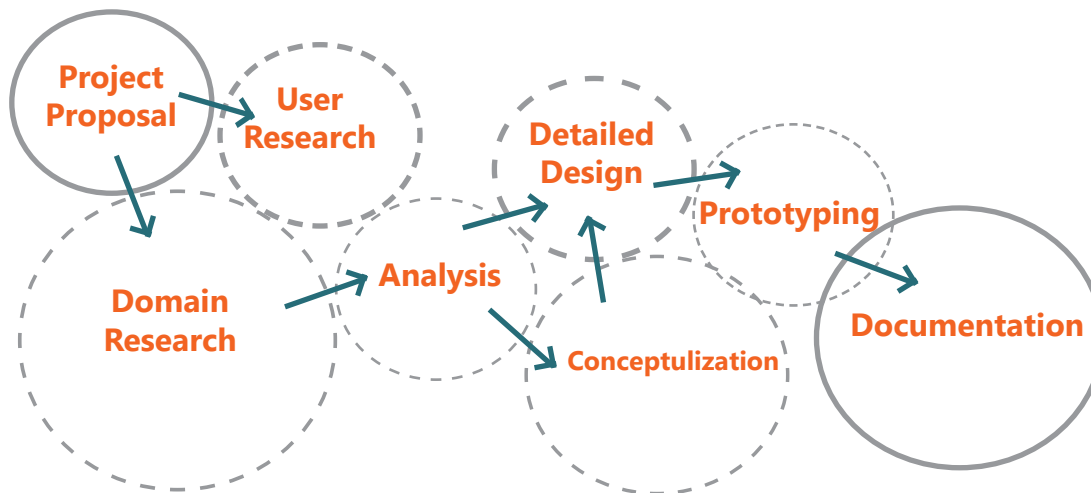 Project
Proposal
User
Research
Domain
Research
Analysis
Detailed
Design
Conceptulization
Prototyping
Documentation